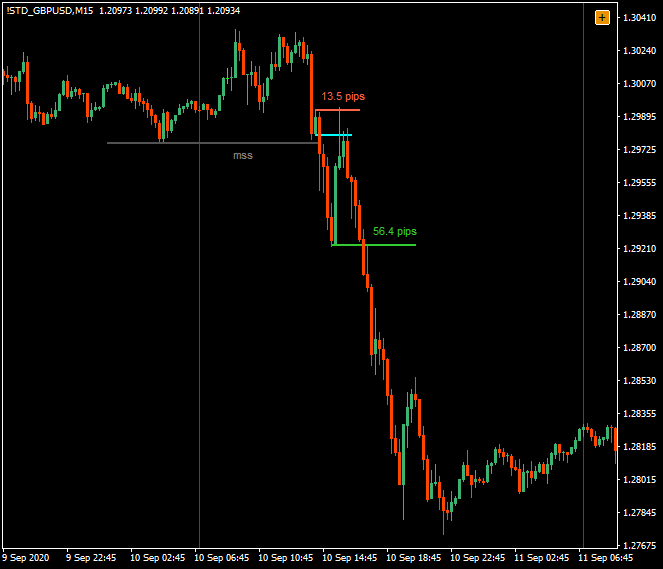 !STD_GBPUSD,M15 1.20973 1.20992 1.20891 1.20934
+
1.30410
1.30240
1.30070
1.29895
1.29725
1.29555
1.29385
1.29210
1.29040
1.28870
1.28700
1.28530
1.28355
1.28185
1.28015
1.27845
1.27675
13.5 pips
mss
56.4 pips
9 Sep 2020
9 Sep 22:45
10 Sep 02:45
10 Sep 06:45
10 Sep 10:45
10 Sep 14:45
10 Sep 18:45
10 Sep 22:45
11 Sep 02:45
11 Sep 06:45